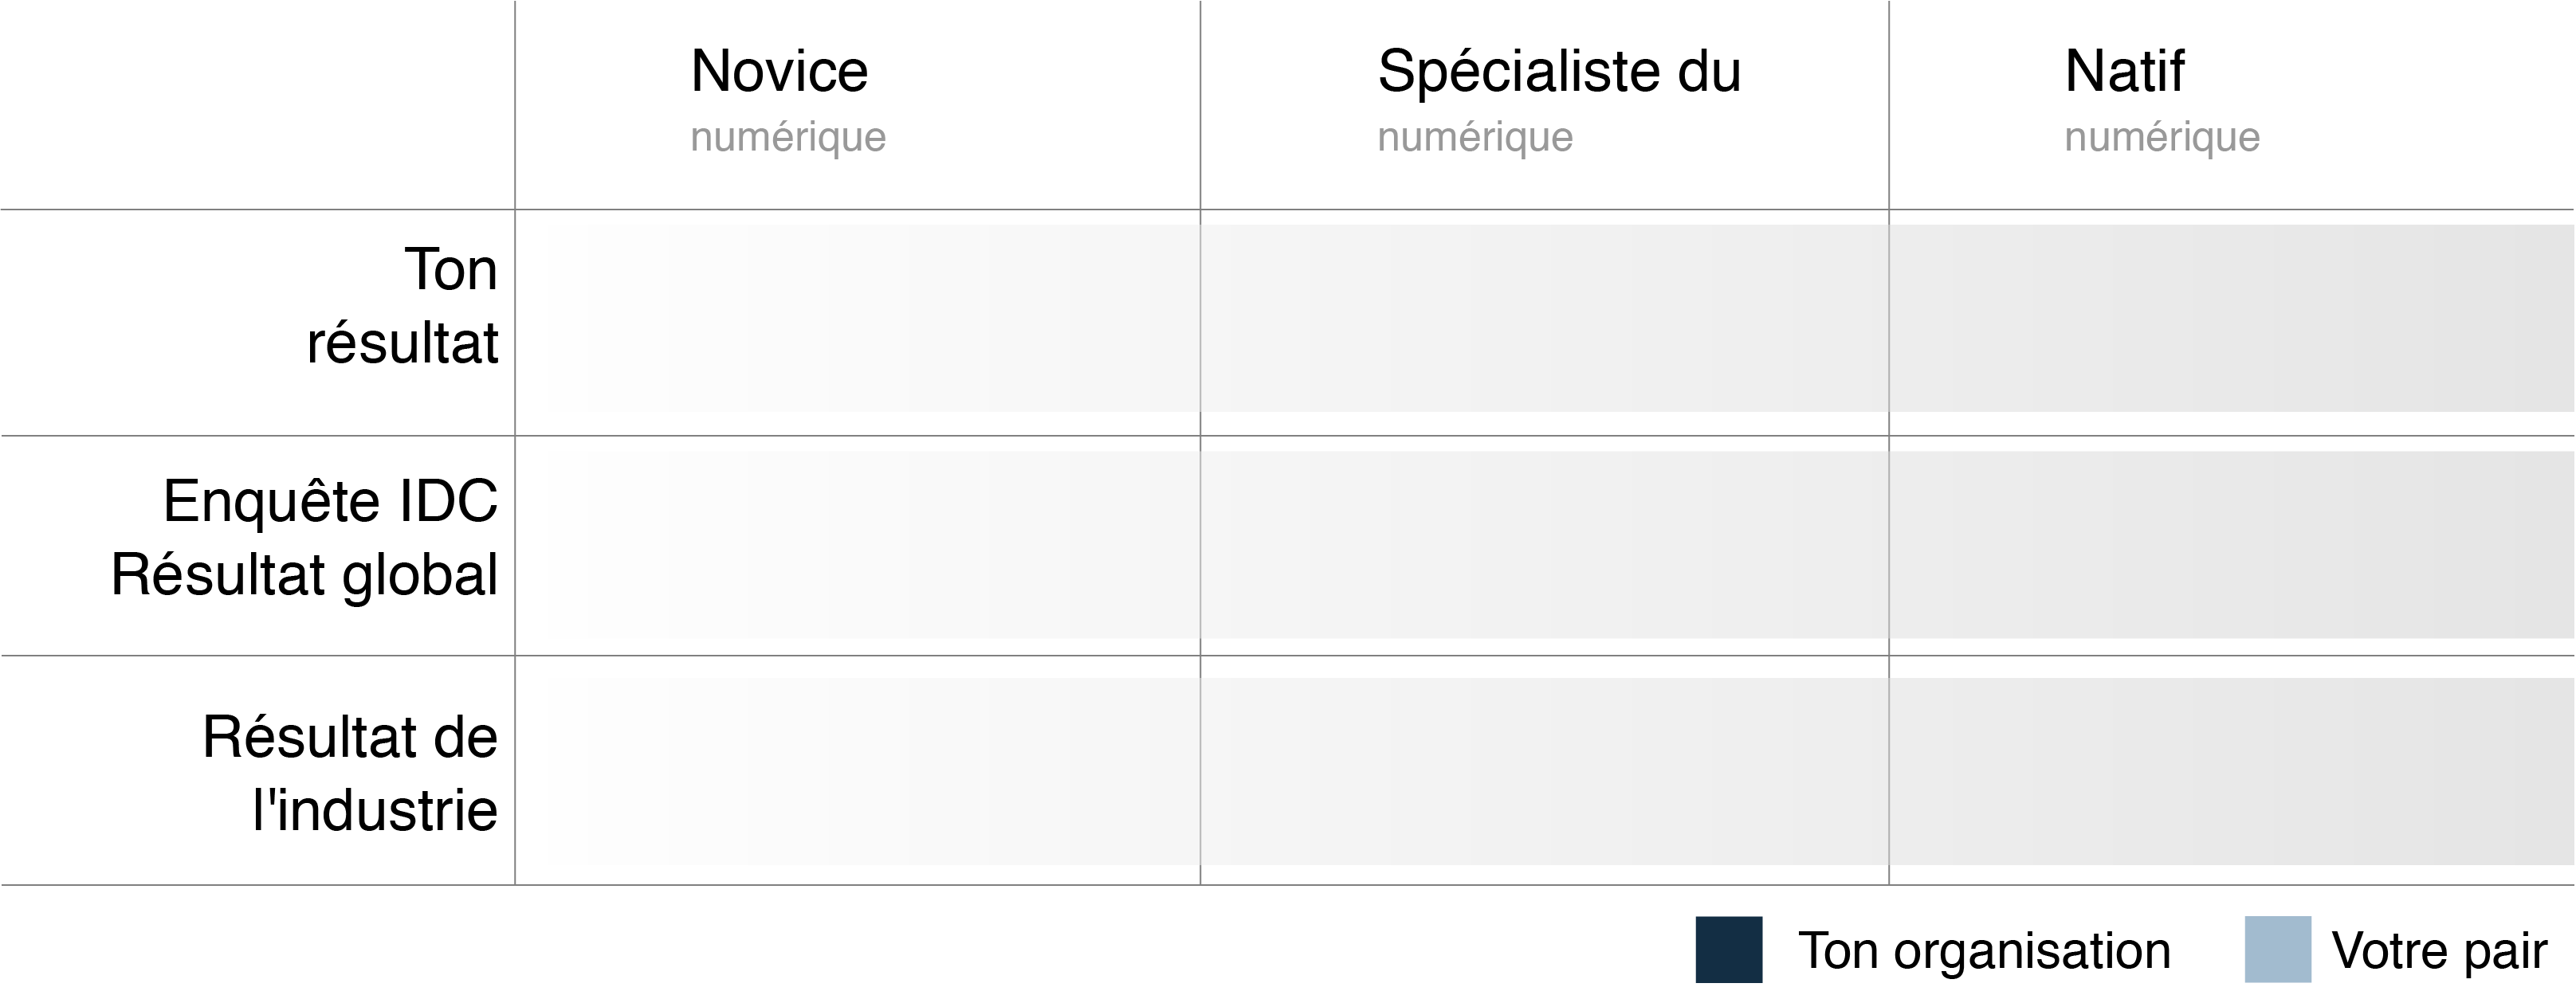 Novice
numérique
Spécialiste du
numérique
Natif
numérique
Ton
résultat
Enquête IDC
Résultat global
Résultat de
l'industrie
Ton organisation
Votre pair